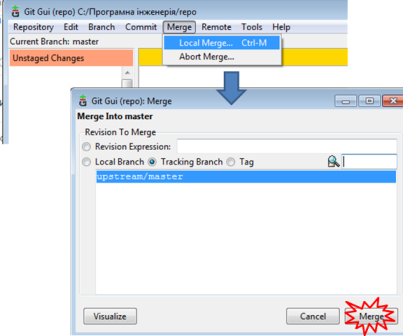 Git Gui (repo) C:/Програмна інженерія/repo
Repository Edit Branch Commit Merge Remote Tools Help
Current Branch: master
Local Merge... Ctrl-M
Unstaged Changes
Abort Merge...
Git Gui (repo): Merge
Merge Into master
Revision To Merge
Revision Expression:
Local Branch Tracking Branch Tag
upstream/master
Visualize Cancel Merge